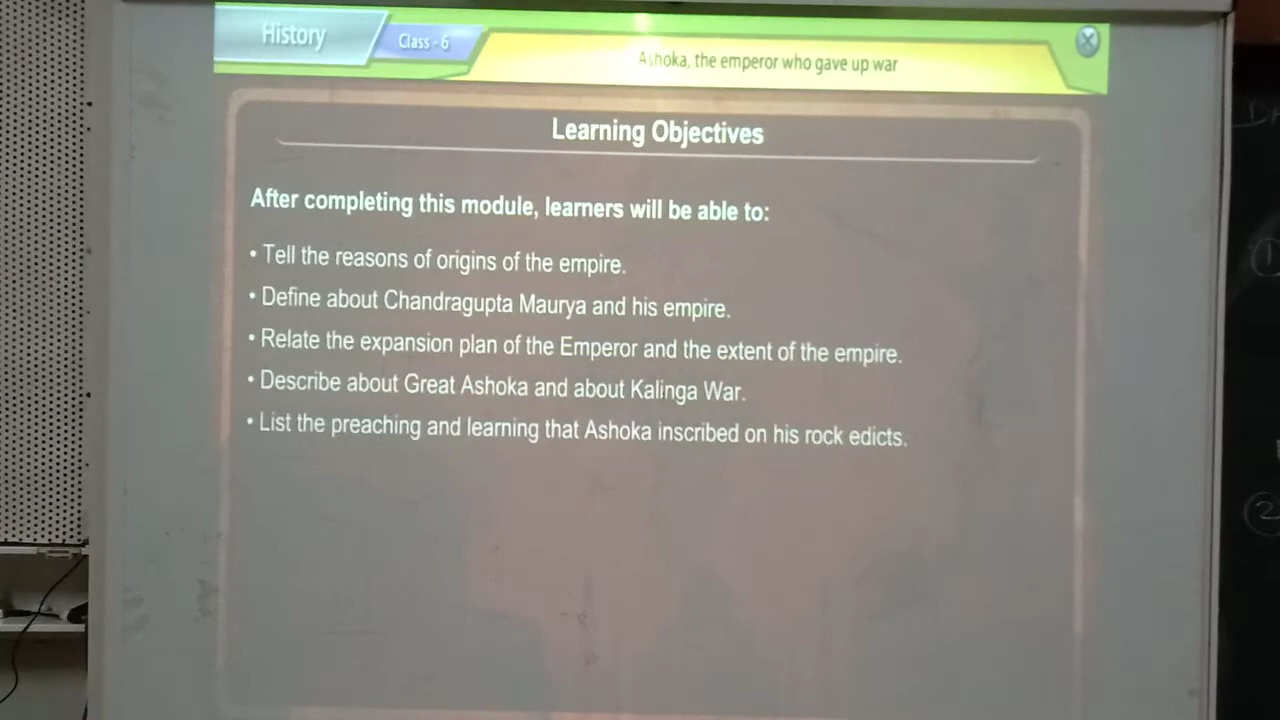 History
Class - 6
Ashoka, the emperor who gave up war
Learning Objectives
After completing this module, learners will be able to:
• Tell the reasons of origins of the empire.
• Define about Chandragupta Maurya and his empire.
• Relate the expansion plan of the Emperor and the extent of the empire.
• Describe about Great Ashoka and about Kalinga War.
• List the preaching and learning that Ashoka inscribed on his rock edicts.
1
2